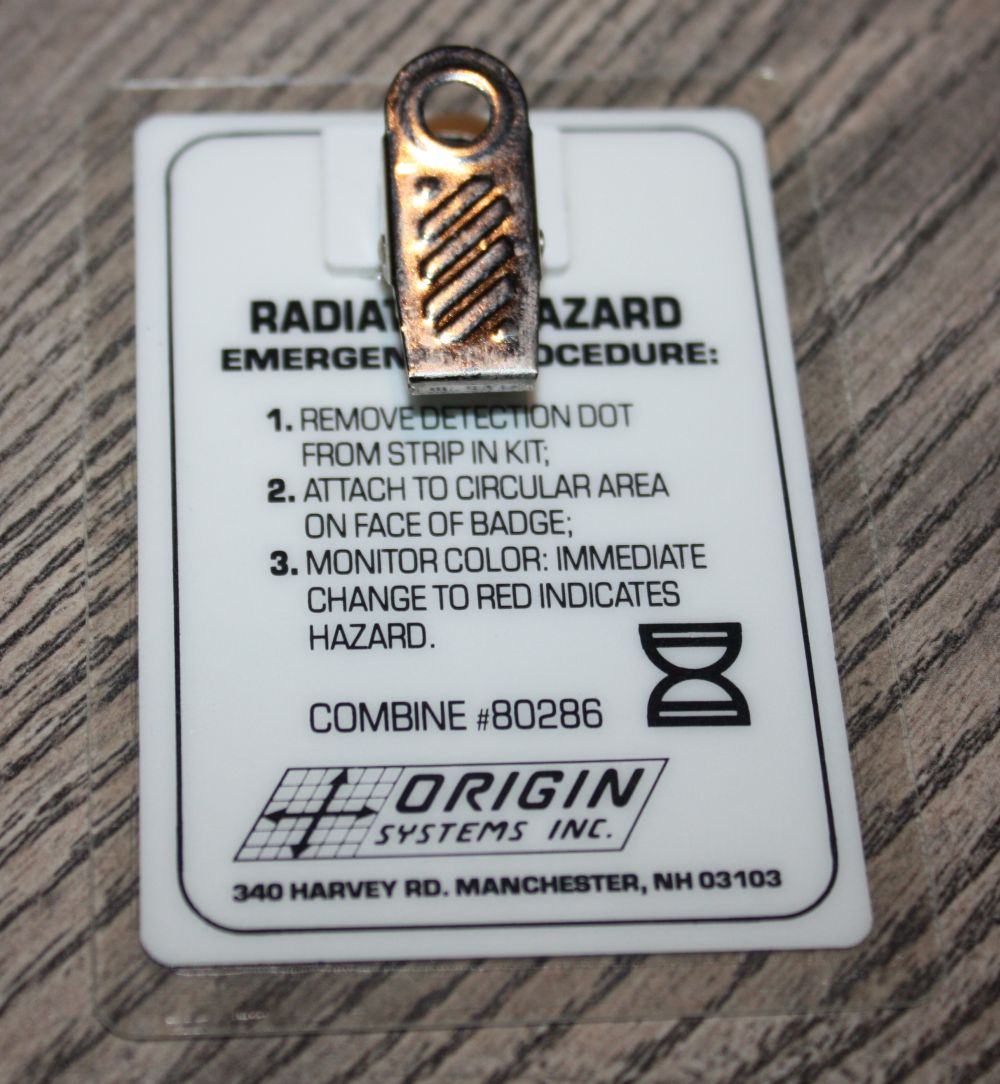 RADIAT AZARD
EMERGEN OCEDURE:
1. REMOVE DETECTION DOT
FROM STRIP IN KIT;
2. ATTACH TO CIRCULAR AREA
ON FACE OF BADGE;
3. MONITOR COLOR: IMMEDIATE
CHANGE TO RED INDICATES
HAZARD.
COMBINE #80286
ORIGIN
SYSTEMS INC.
340 HARVEY RD. MANCHESTER, NH 03103